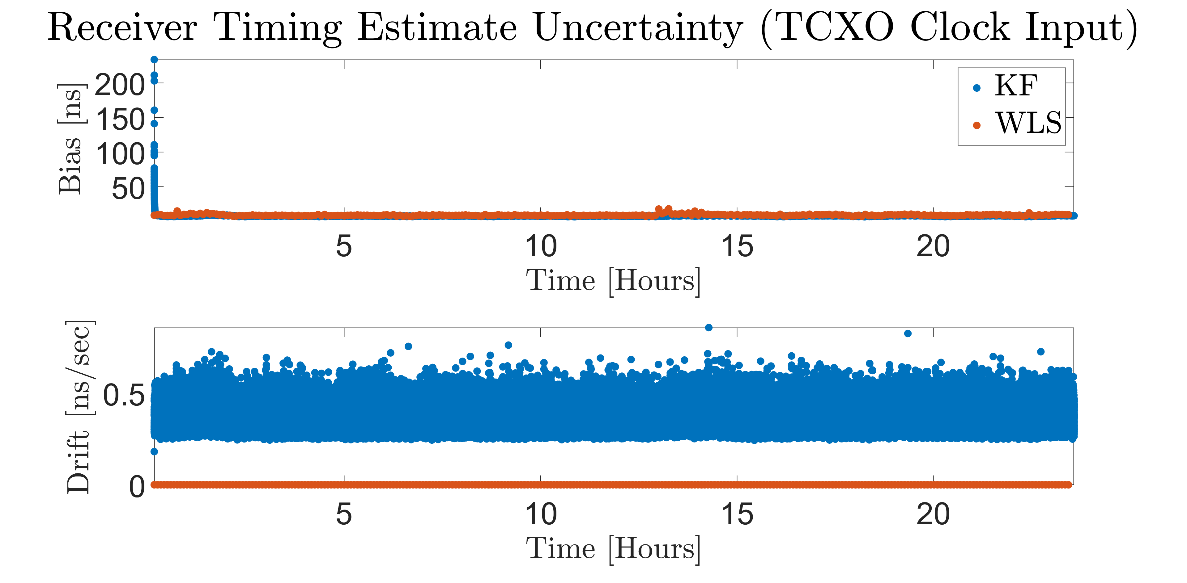 Receiver Timing Estimate Uncertainty (TCXO Clock Input)
Bias [ns]
200
150
100
50
KF
WLS
5 10 15 20
Time [Hours]
Drift [ns/sec]
0.5
0
5 10 15 20
Time [Hours]